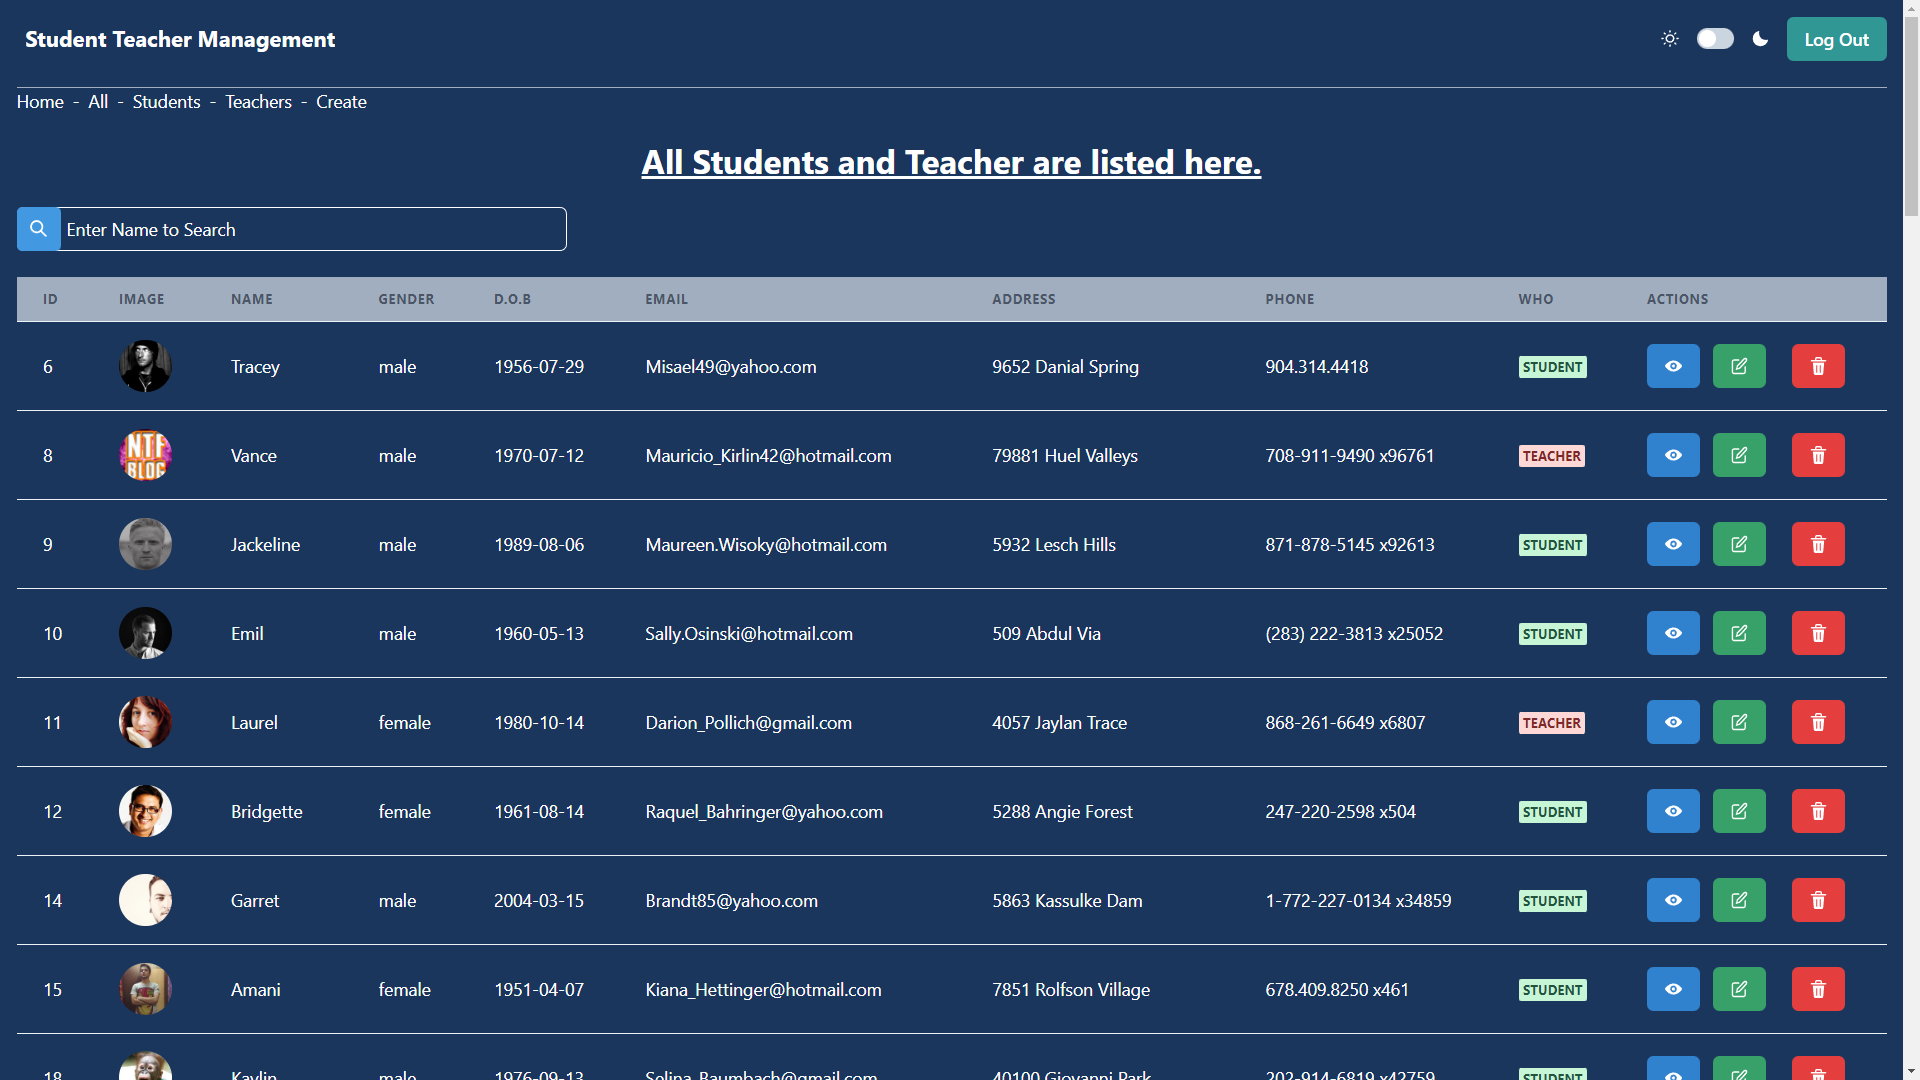 Student Teacher Management
Log Out
Home - All - Students - Teachers - Create
All Students and Teacher are listed here.
Enter Name to Search
ID IMAGE NAME GENDER D.O.B EMAIL ADDRESS PHONE WHO ACTIONS
6 Tracey male 1956-07-29 Misael49@yahoo.com 9652 Danial Spring 904.314.4418 STUDENT
8 NTF BLOG Vance male 1970-07-12 Mauricio_Kirlin42@hotmail.com 79881 Huel Valleys 708-911-9490 x96761 TEACHER
9 Jackeline male 1989-08-06 Maureen.Wisoky@hotmail.com 5932 Lesch Hills 871-878-5145 x92613 STUDENT
10 Emil male 1960-05-13 Sally.Osinski@hotmail.com 509 Abdul Via (283) 222-3813 x25052 STUDENT
11 Laurel female 1980-10-14 Darion_Pollich@gmail.com 4057 Jaylan Trace 868-261-6649 x6807 TEACHER
12 Bridgette female 1961-08-14 Raquel_Bahringer@yahoo.com 5288 Angie Forest 247-220-2598 x504 STUDENT
14 Garret male 2004-03-15 Brandt85@yahoo.com 5863 Kassulke Dam 1-772-227-0134 x34859 STUDENT
15 Amani female 1951-04-07 Kiana_Hettinger@hotmail.com 7851 Rolfson Village 678.409.8250 x461 STUDENT
18 Kaylin male 1976-09-13 Selina_Baumbach@gmail.com 40100 Giovanni Park 202-914-6819 x42759 STUDENT